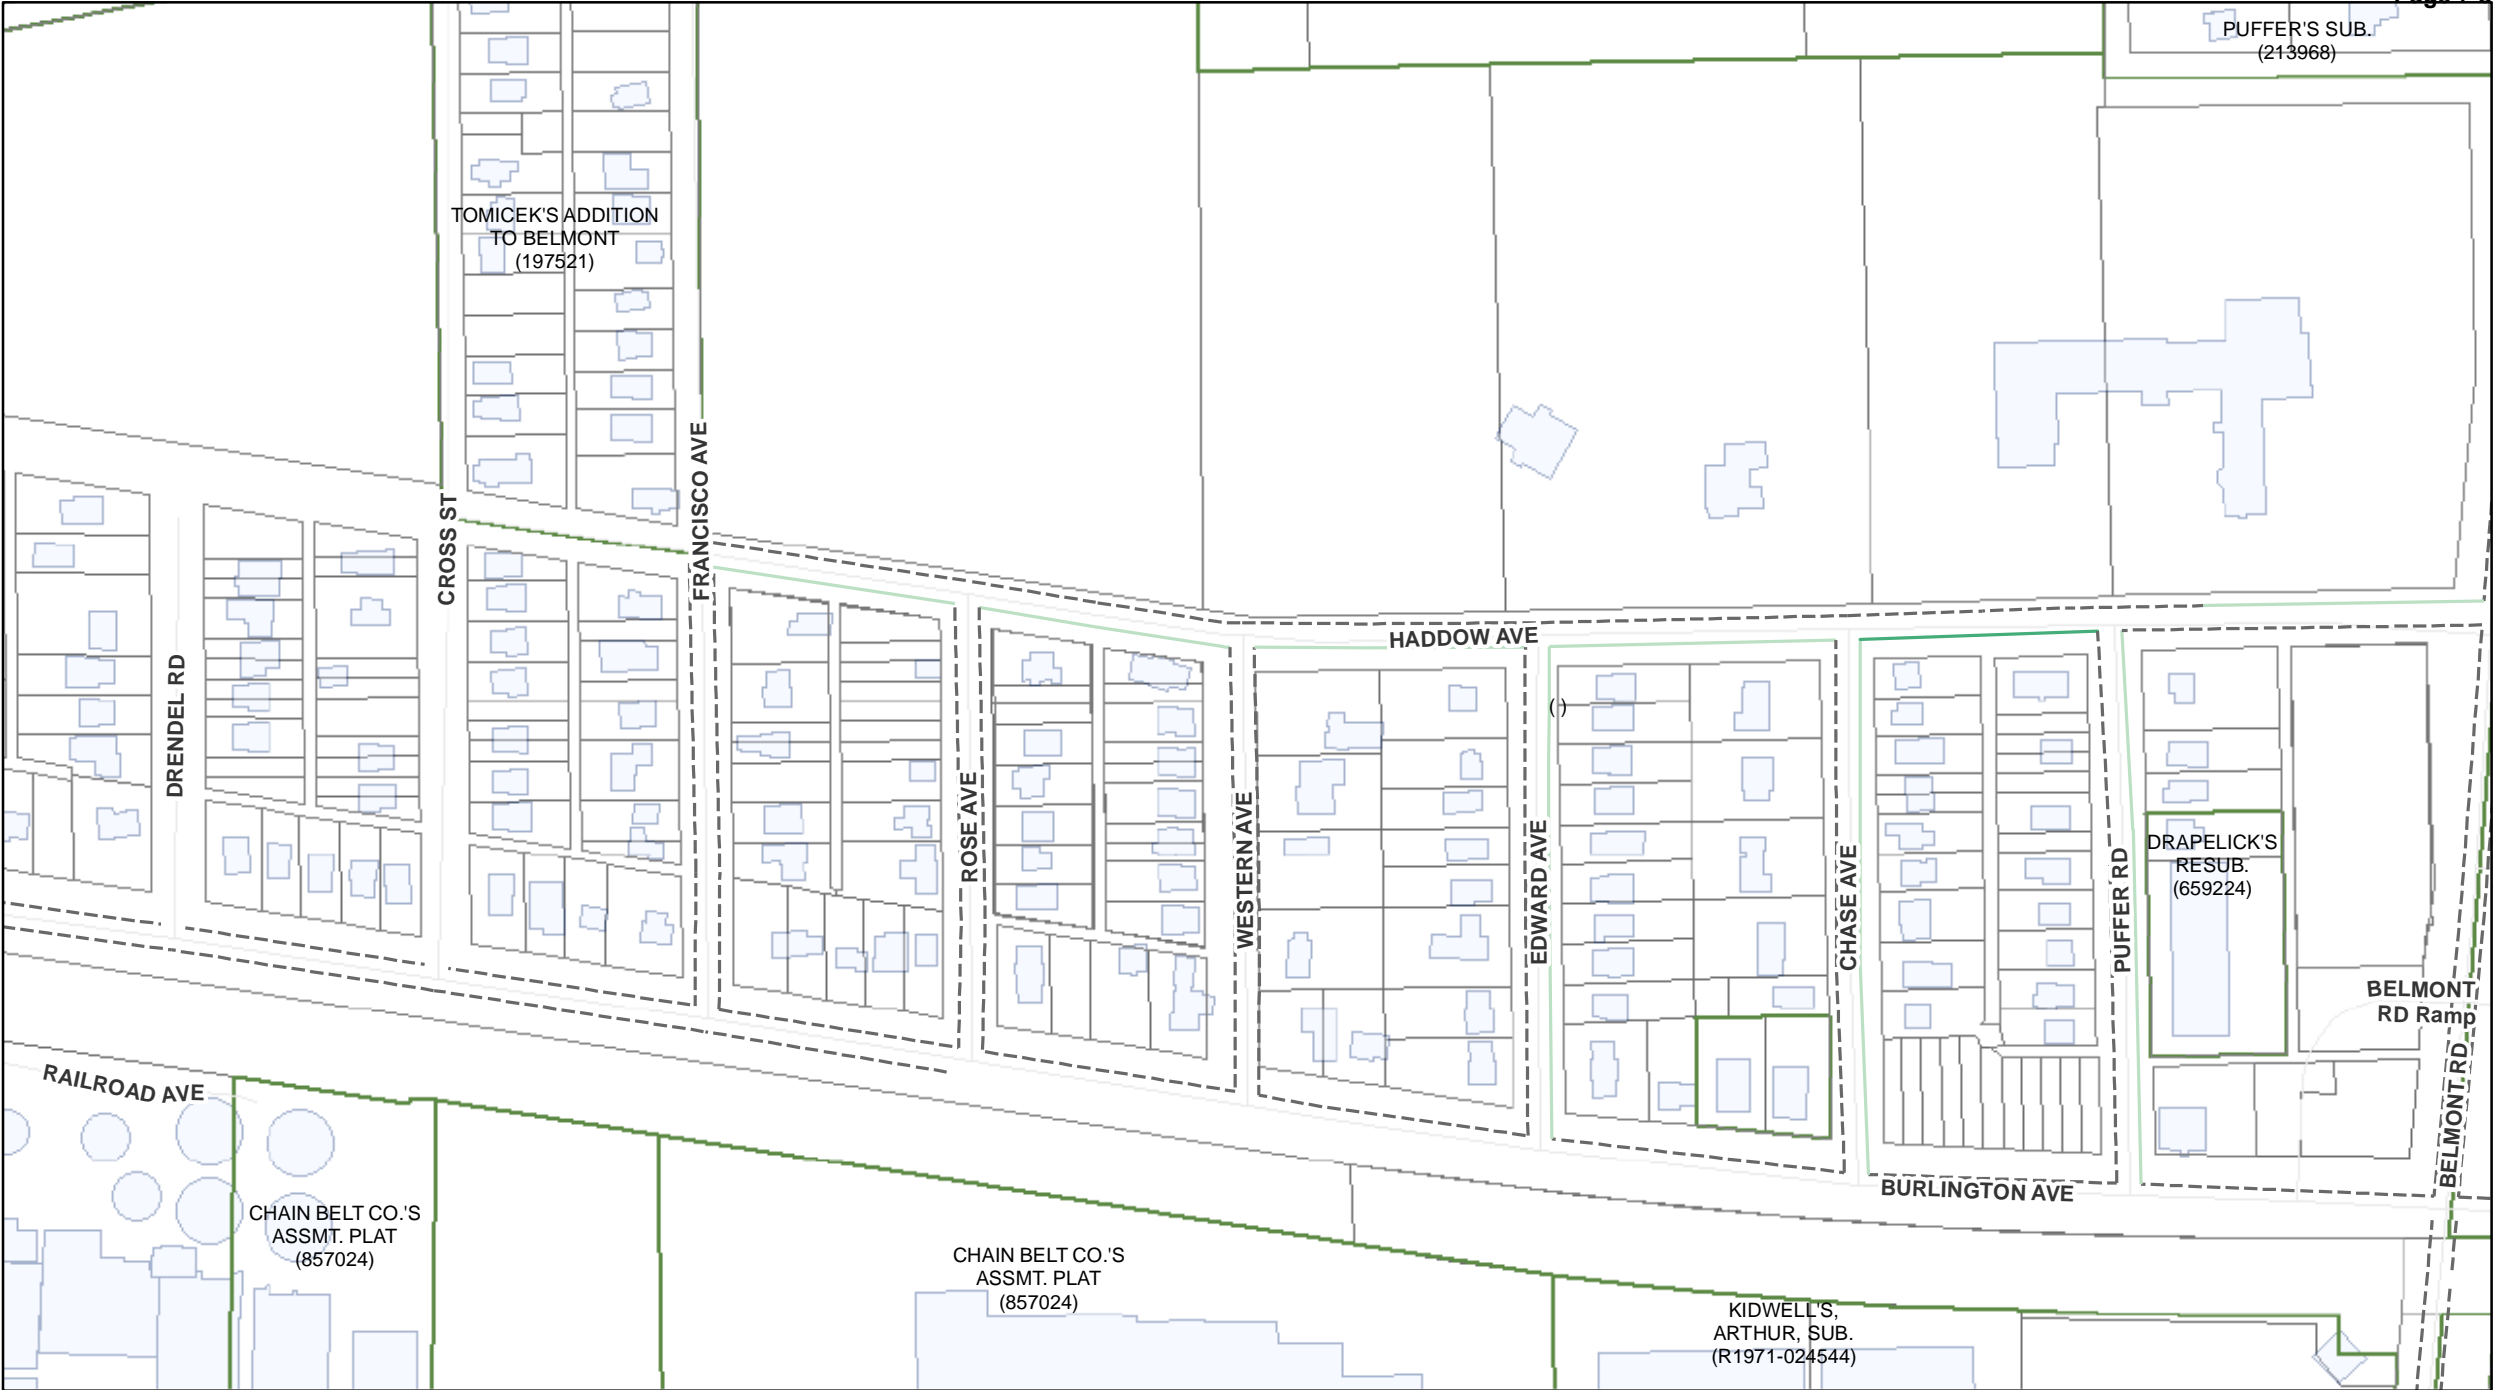 PUFFER'S SUB.
(213968)
TOMICEK'S ADDITION
TO BELMONT
(197521)
FRANCISCO AVE
CROSS ST
HADDOW AVE
DRENDEL RD
ROSE AVE
WESTERN AVE
EDWARD AVE
( )
CHASE AVE
PUFFER RD
DRAPELICK'S
RESUB.
(659224)
BELMONT
RD Ramp
BELMONT RD
RAILROAD AVE
BURLINGTON AVE
CHAIN BELT CO.'S
ASSMT. PLAT
(857024)
CHAIN BELT CO.'S
ASSMT. PLAT
(857024)
KIDWELL'S,
ARTHUR, SUB.
(R1971-024544)